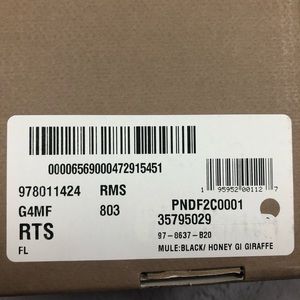 00006569000472915451
1 95952 00112 7
978011424 RMS
G4MF 803
RTS
FL
PNDF2C0001
35795029
97-8637-B20
MULE:BLACK/ HONEY GI GIRAFFE